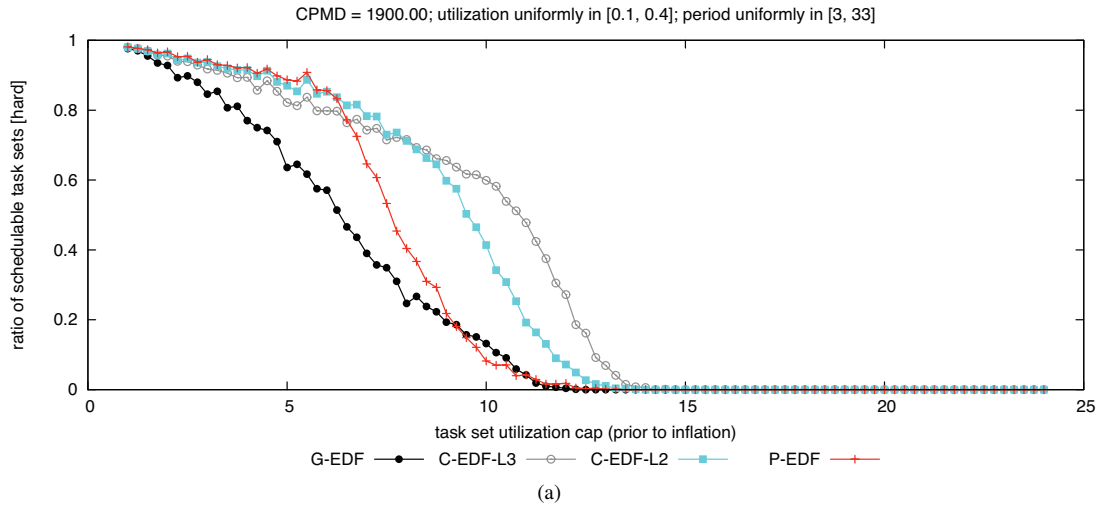 CPMD = 1900.00; utilization uniformly in [0.1, 0.4]; period uniformly in [3, 33]
ratio of schedulable task sets [hard]
1
0.8
0.6
0.4
0.2
0
0 5 10 15 20 25
task set utilization cap (prior to inflation)
G-EDF C-EDF-L3 C-EDF-L2 P-EDF
(a)